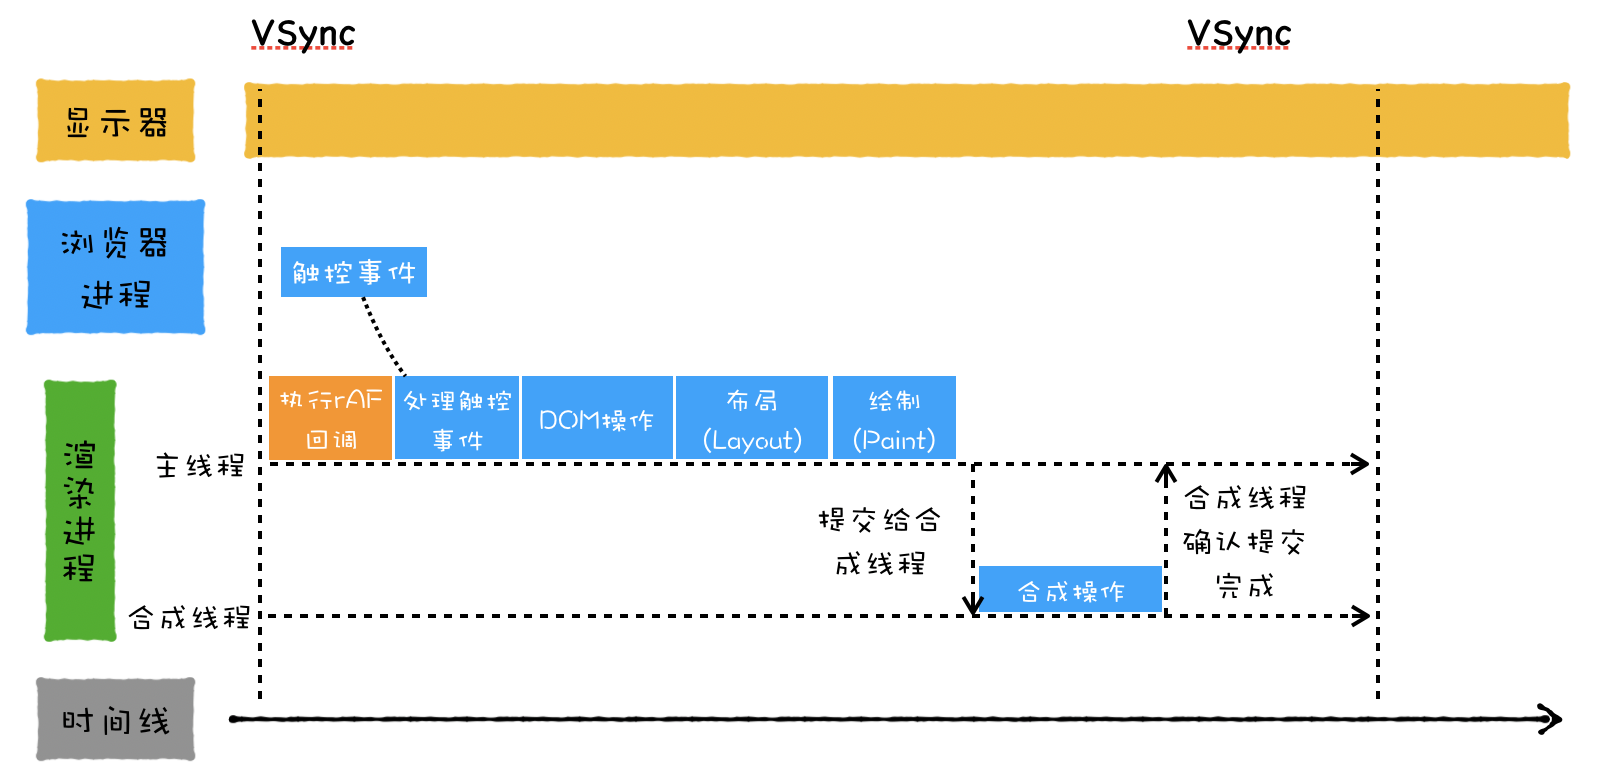 VSync
VSync
显示器
浏览器
进程
触控事件
执行rAF
回调
处理触控
事件
DOM操作
布局
(Layout)
绘制
(Paint)
渲染进程
主线程
提交给合
成线程
合成线程
确认提交
完成
合成操作
合成线程
时间线